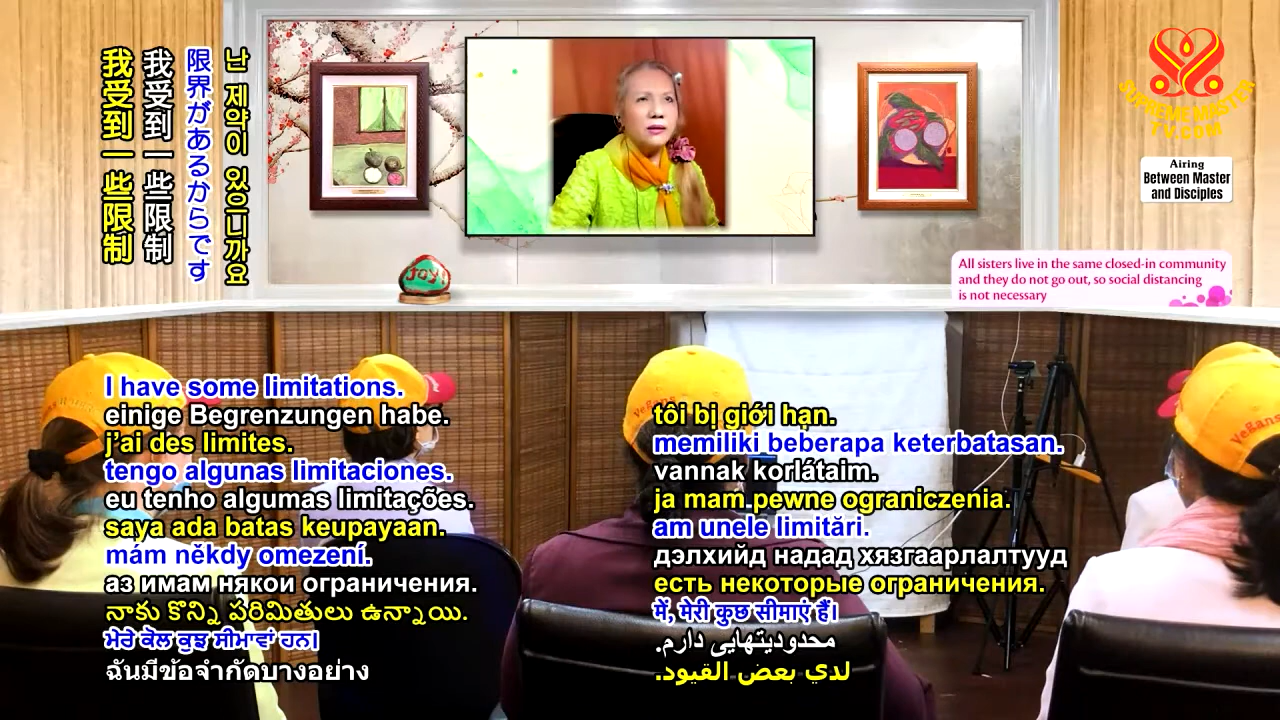 난 제약이 있으니까요
限界があるからです
我受到一些限制
我受到一些限制
SUPREME MASTER
TV.COM
Airing
Between Master
and Disciples
Joy!
All sisters live in the same closed-in community
and they do not go out, so social distancing
is not necessary
I have some limitations.
einige Begrenzungen habe.
j'ai des limites.
tengo algunas limitaciones.
eu tenho algumas limitações.
saya ada batas keupayaan.
mám někdy omezení.
аз имам някои ограничения.
నాకు కొన్ని పరిమితులు ఉన్నాయి.
ਮੇਰੇ ਕੋਲ ਕੁਝ ਸੀਮਾਵਾਂ ਹਨ।
ฉันมีข้อจำกัดบางอย่าง
tôi bị giới hạn.
memiliki beberapa keterbatasan.
vannak korlátaim.
ja mam pewne ograniczenia.
am unele limitări.
дэлхийд надад хязгаарлалтууд
есть некоторые ограничения.
में, मेरी कुछ सीमाएं हैं।
محدودیتهایی دارم.
لدي بعض القيود.
Vegans
Vegans